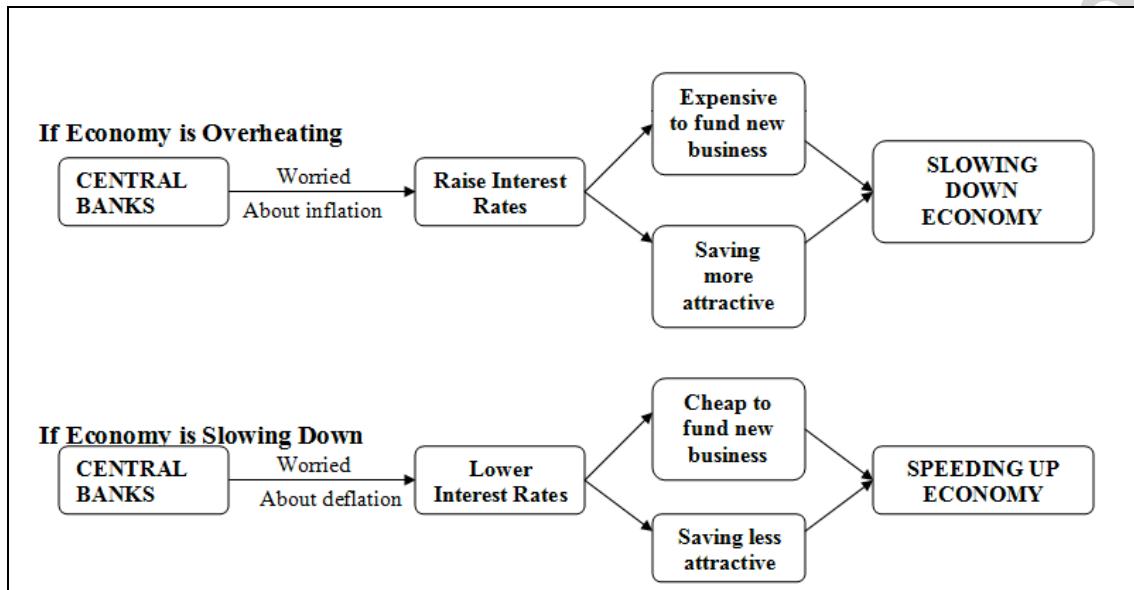 If Economy is Overheating
CENTRAL
BANKS
Worried
About inflation
Raise Interest
Rates
Expensive
to fund new
business
Saving
more
attractive
SLOWING
DOWN
ECONOMY
If Economy is Slowing Down
CENTRAL
BANKS
Worried
About deflation
Lower
Interest Rates
Cheap to
fund new
business
Saving less
attractive
SPEEDING UP
ECONOMY